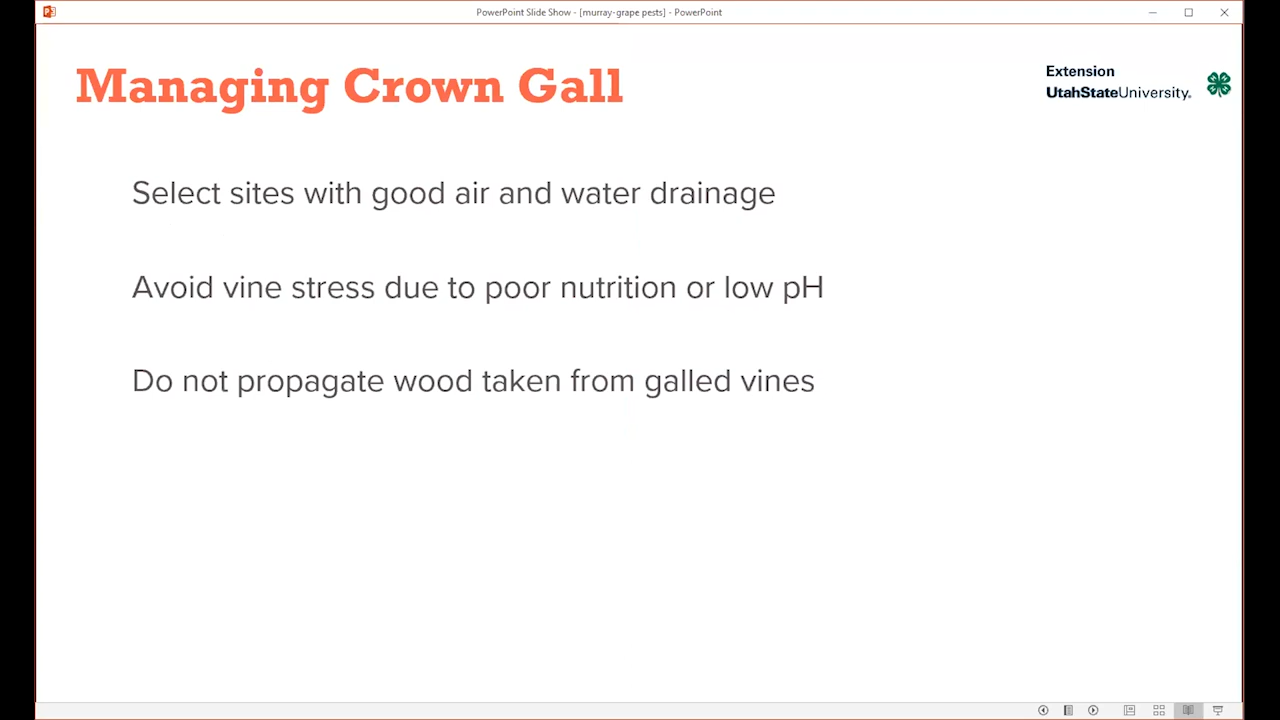 PowerPoint Slide Show - [murray-grape pests] - PowerPoint
Managing Crown Gall
Extension
UtahStateUniversity.
Select sites with good air and water drainage
Avoid vine stress due to poor nutrition or low pH
Do not propagate wood taken from galled vines